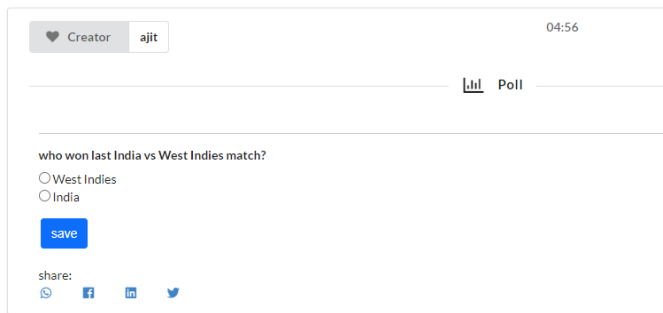 Creator ajit 04:56
Poll
who won last India vs West Indies match?
West Indies
India
save
share: